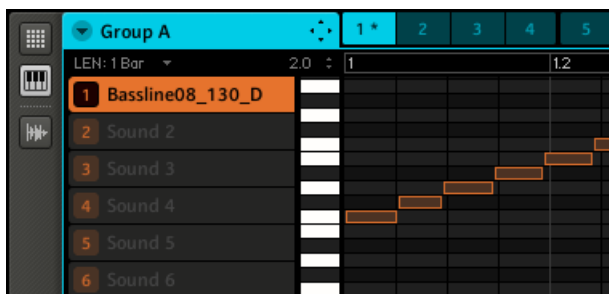 Group A 1 * 2 3 4 5
LEN: 1 Bar 2.0 1 1.2
1 Bassline08_130_D
2 Sound 2
3 Sound 3
4 Sound 4
5 Sound 5
6 Sound 6